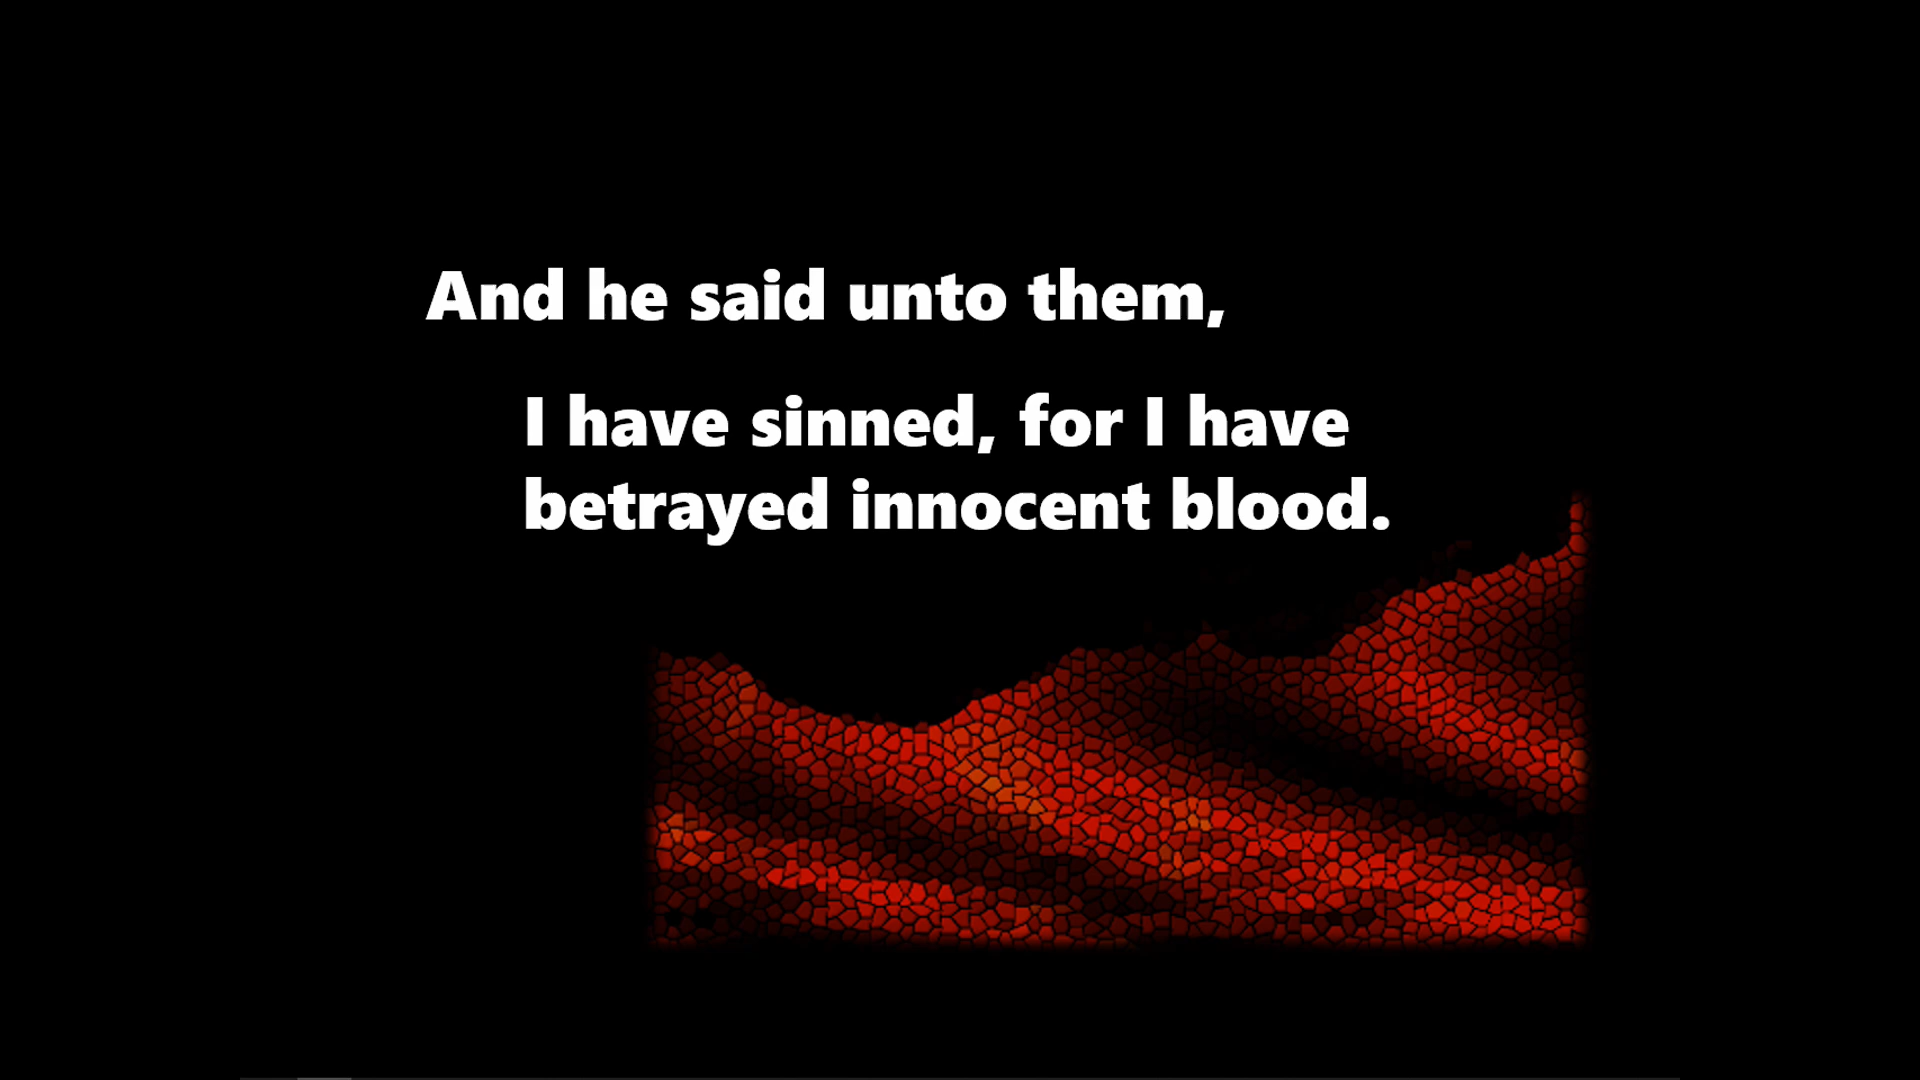 And he said unto them,
I have sinned, for I have
betrayed innocent blood.